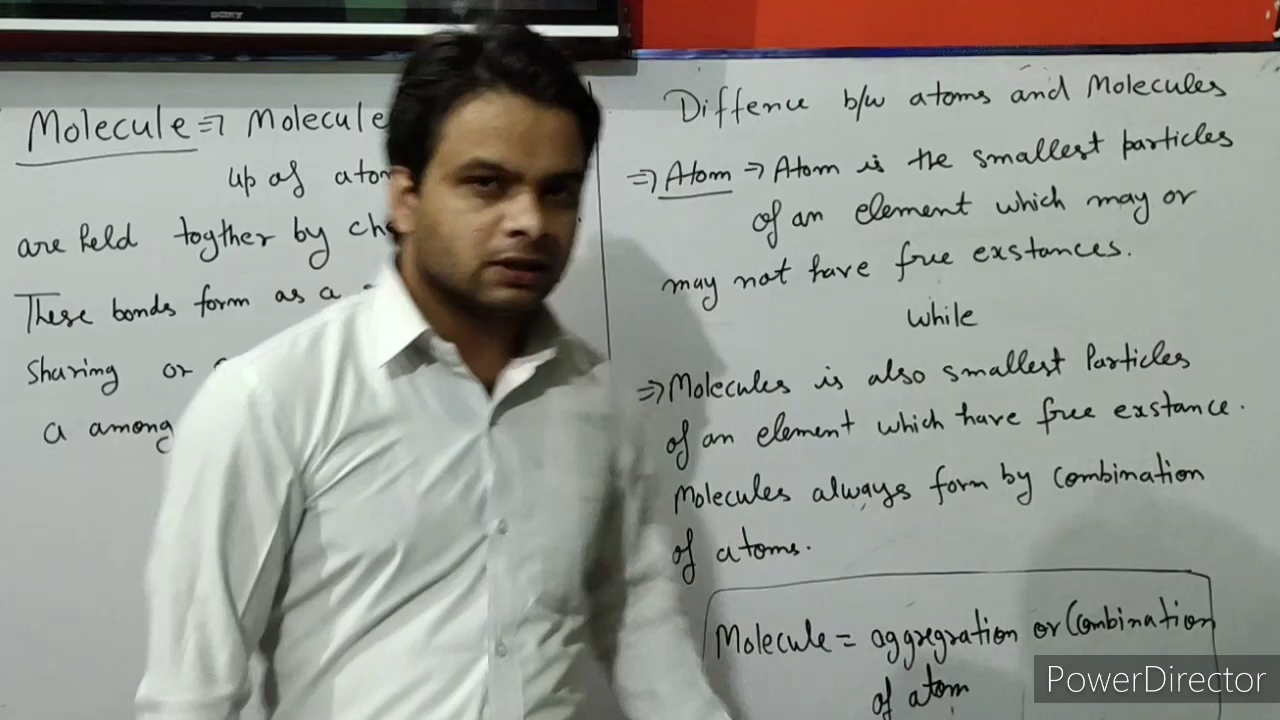 SONY
Molecule ⇒ Molecule
up of atom
are held togther by che
These bonds form as a
Sharing or
a among
Diffence b/w atoms and Molecules
⇒ Atom → Atom is the smallest particles
of an element which may or
may not have free exstances.
while
⇒ Molecules is also smallest Particles
of an element which have free exstance.
Molecules always form by Combination
of atoms.
Molecule = aggregration or Combination
of atom
PowerDirector